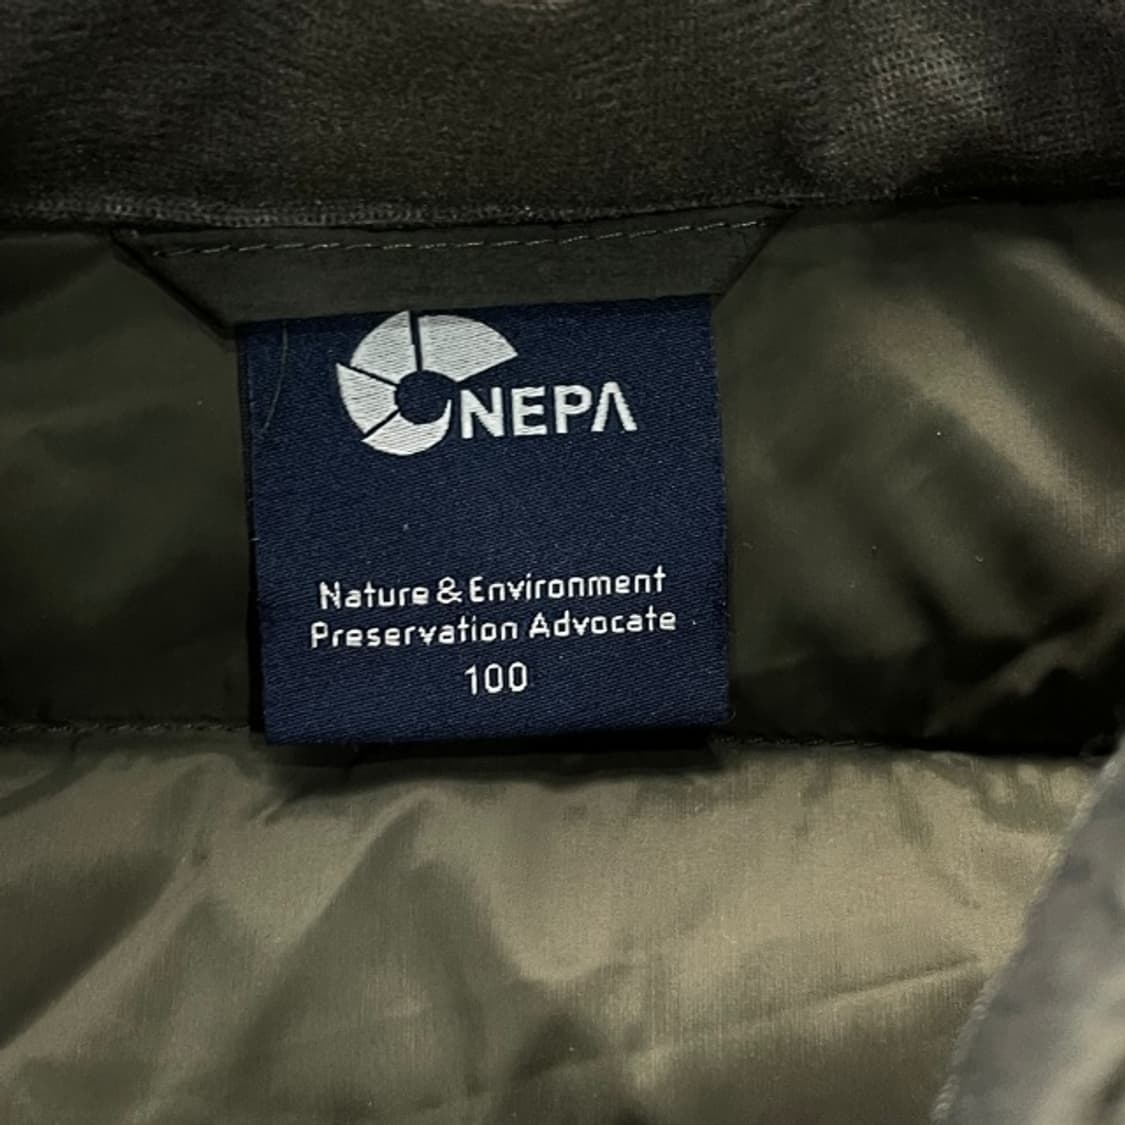 NEPA
Nature & Environment
Preservation Advocate
100